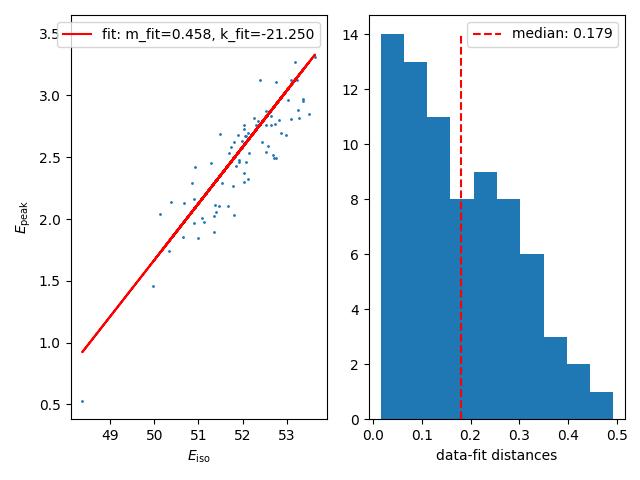 fit: m_fit=0.458, k_fit=-21.250
3.5
3.0
2.5
2.0
1.5
1.0
0.5
E_peak
49 50 51 52 53
E_iso
median: 0.179
14
12
10
8
6
4
2
0
0.0 0.1 0.2 0.3 0.4 0.5
data-fit distances